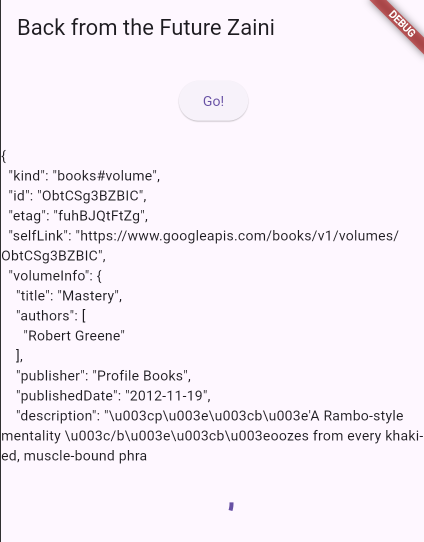 Back from the Future Zaini
DEBUG
Go!
{
"kind": "books#volume",
"id": "ObtCSg3BZBIC",
"etag": "fuhBJQtFtZg",
"selfLink": "https://www.googleapis.com/books/v1/volumes/
ObtCSg3BZBIC",
"volumeInfo": {
"title": "Mastery",
"authors": [
"Robert Greene"
],
"publisher": "Profile Books",
"publishedDate": "2012-11-19",
"description": "\u003cp\u003e\u003cb\u003e'A Rambo-style
mentality \u003c/b\u003e\u003cb\u003eoozes from every khaki-
ed, muscle-bound phra